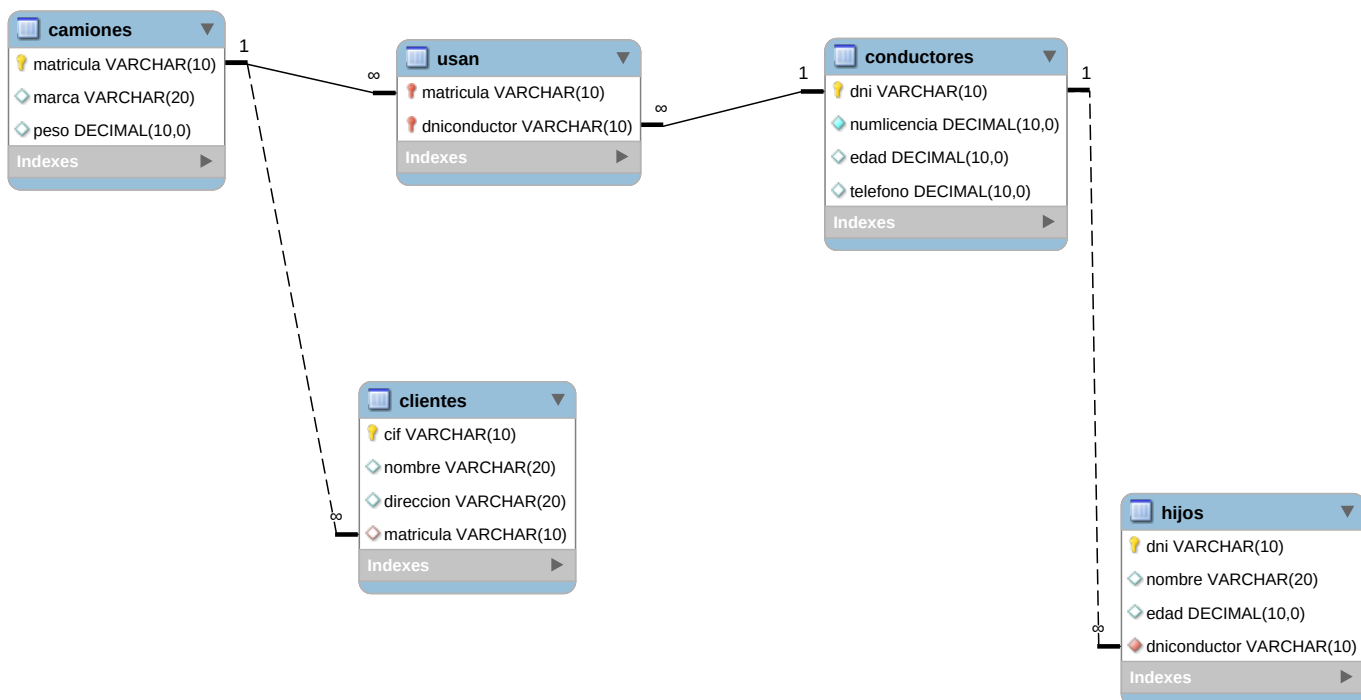 camiones
matricula VARCHAR(10)
marca VARCHAR(20)
peso DECIMAL(10,0)
Indexes
1
∞
usan
matricula VARCHAR(10)
dniconductor VARCHAR(10)
Indexes
∞
1
conductores
dni VARCHAR(10)
numlicencia DECIMAL(10,0)
edad DECIMAL(10,0)
telefono DECIMAL(10,0)
Indexes
1
∞
clientes
cif VARCHAR(10)
nombre VARCHAR(20)
direccion VARCHAR(20)
matricula VARCHAR(10)
Indexes
∞
hijos
dni VARCHAR(10)
nombre VARCHAR(20)
edad DECIMAL(10,0)
dniconductor VARCHAR(10)
Indexes